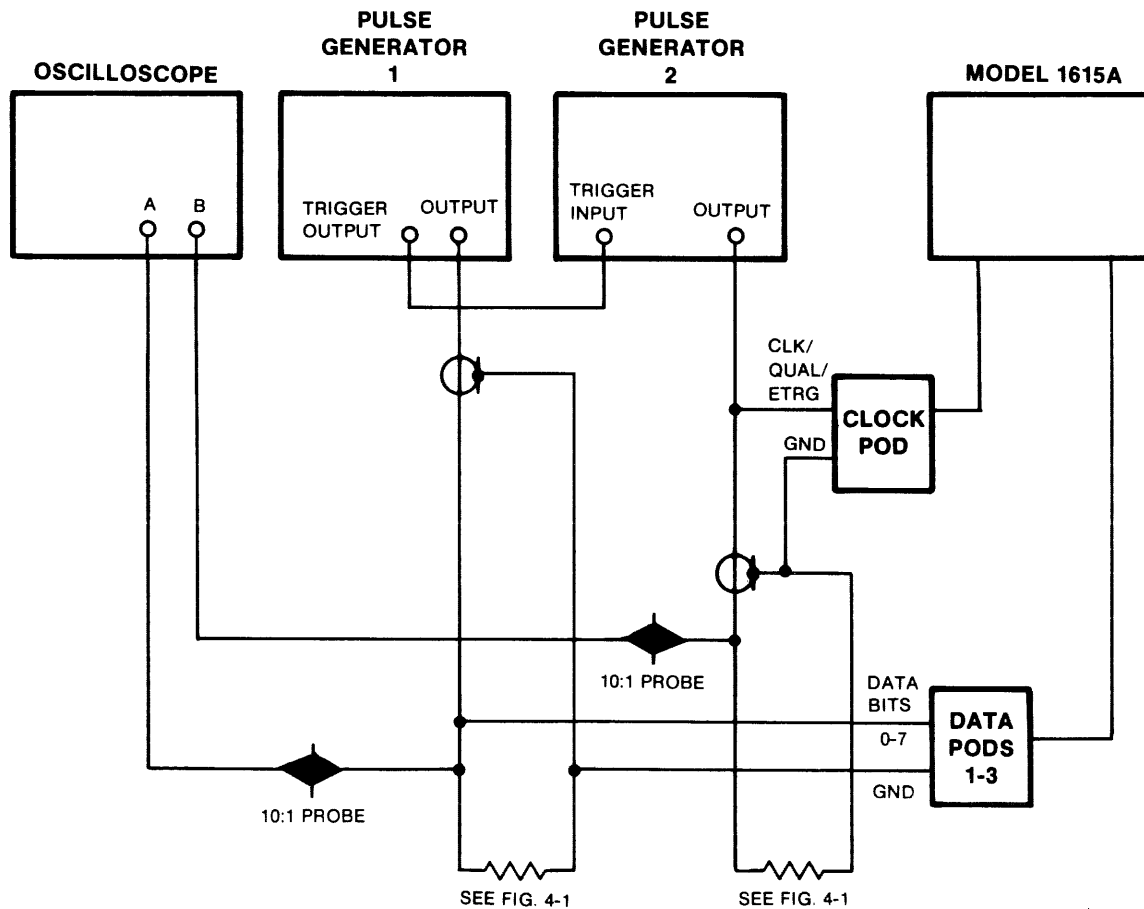 OSCILLOSCOPE
A
B
PULSE
GENERATOR
1
TRIGGER
OUTPUT
OUTPUT
PULSE
GENERATOR
2
TRIGGER
INPUT
OUTPUT
MODEL 1615A
CLK/
QUAL/
ETRG
GND
CLOCK
POD
10:1 PROBE
DATA
BITS
0-7
GND
DATA
PODS
1-3
10:1 PROBE
SEE FIG. 4-1
SEE FIG. 4-1